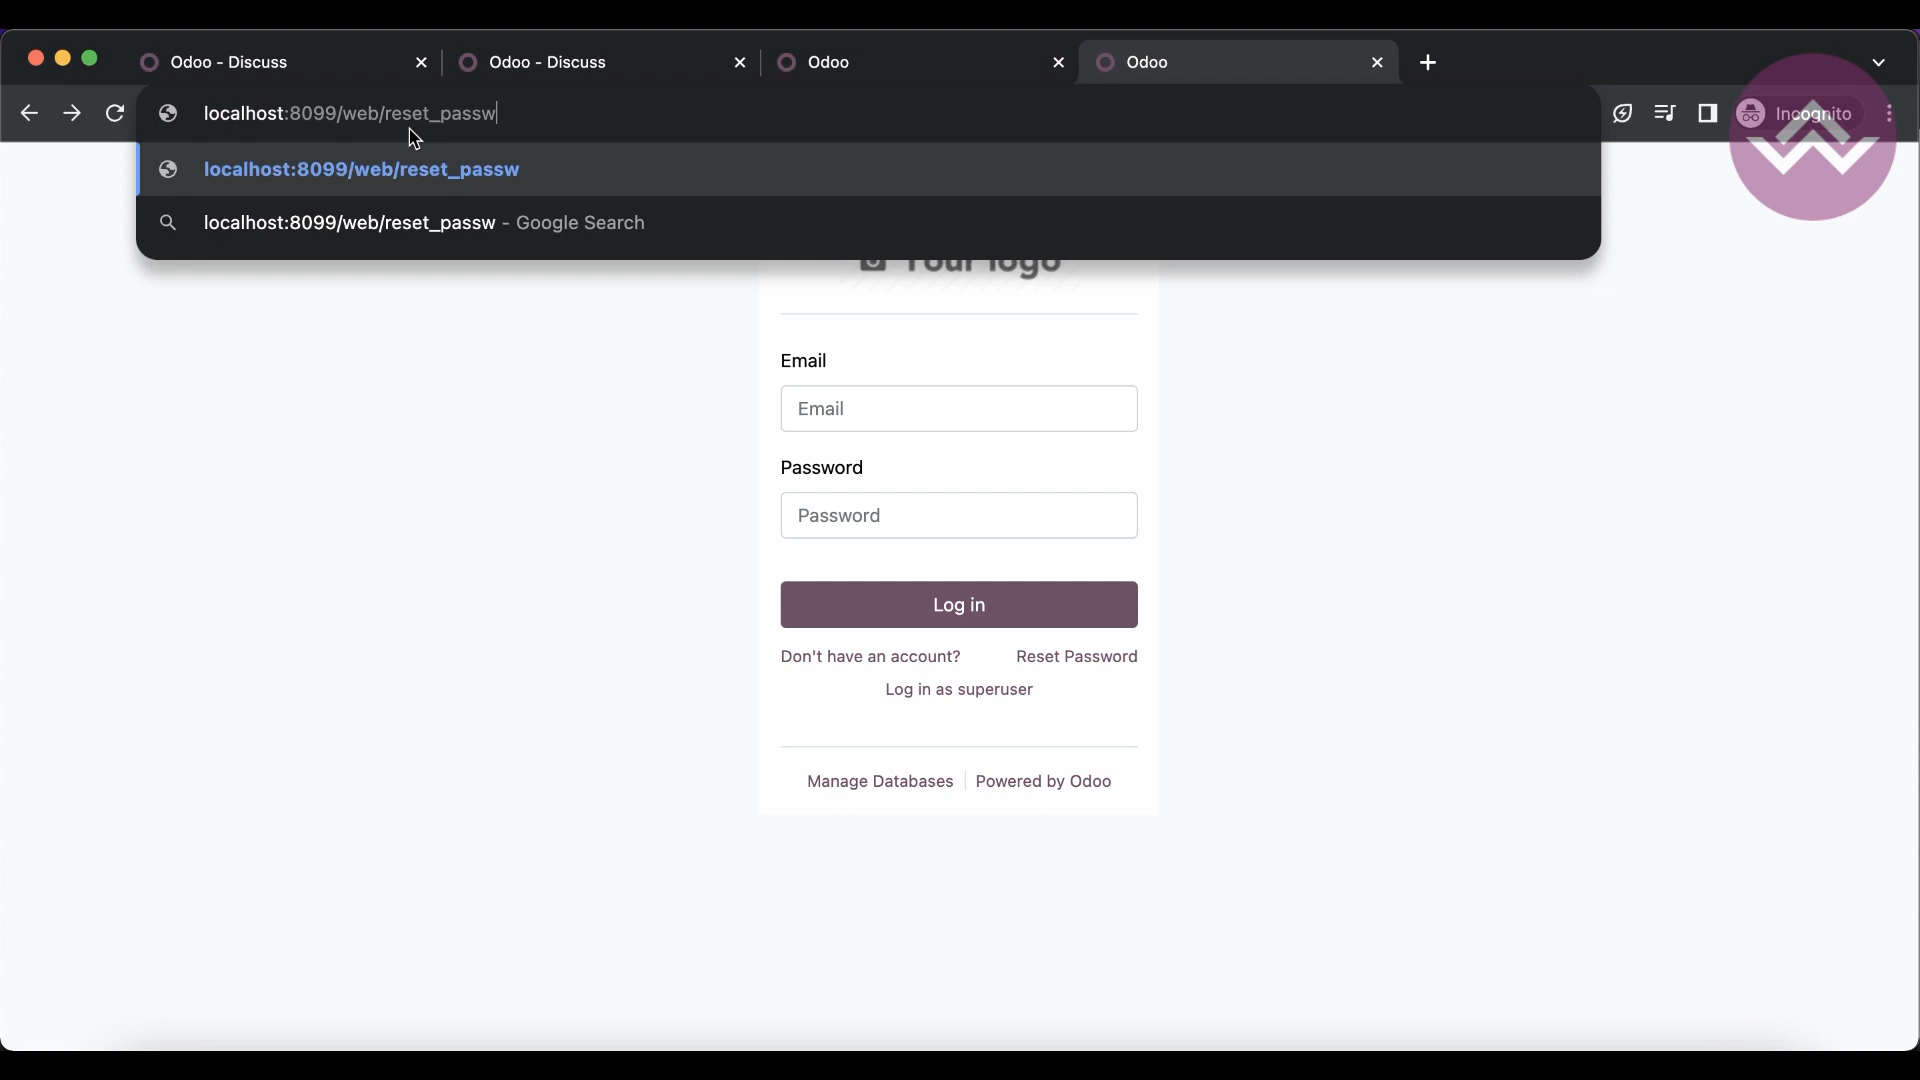 Odoo - Discuss
Odoo - Discuss
Odoo
Odoo
localhost:8099/web/reset_passw
Incognito
localhost:8099/web/reset_passw
localhost:8099/web/reset_passw - Google Search
Your logo
Email
Email
Password
Password
Log in
Don't have an account?
Reset Password
Log in as superuser
Manage Databases
Powered by Odoo